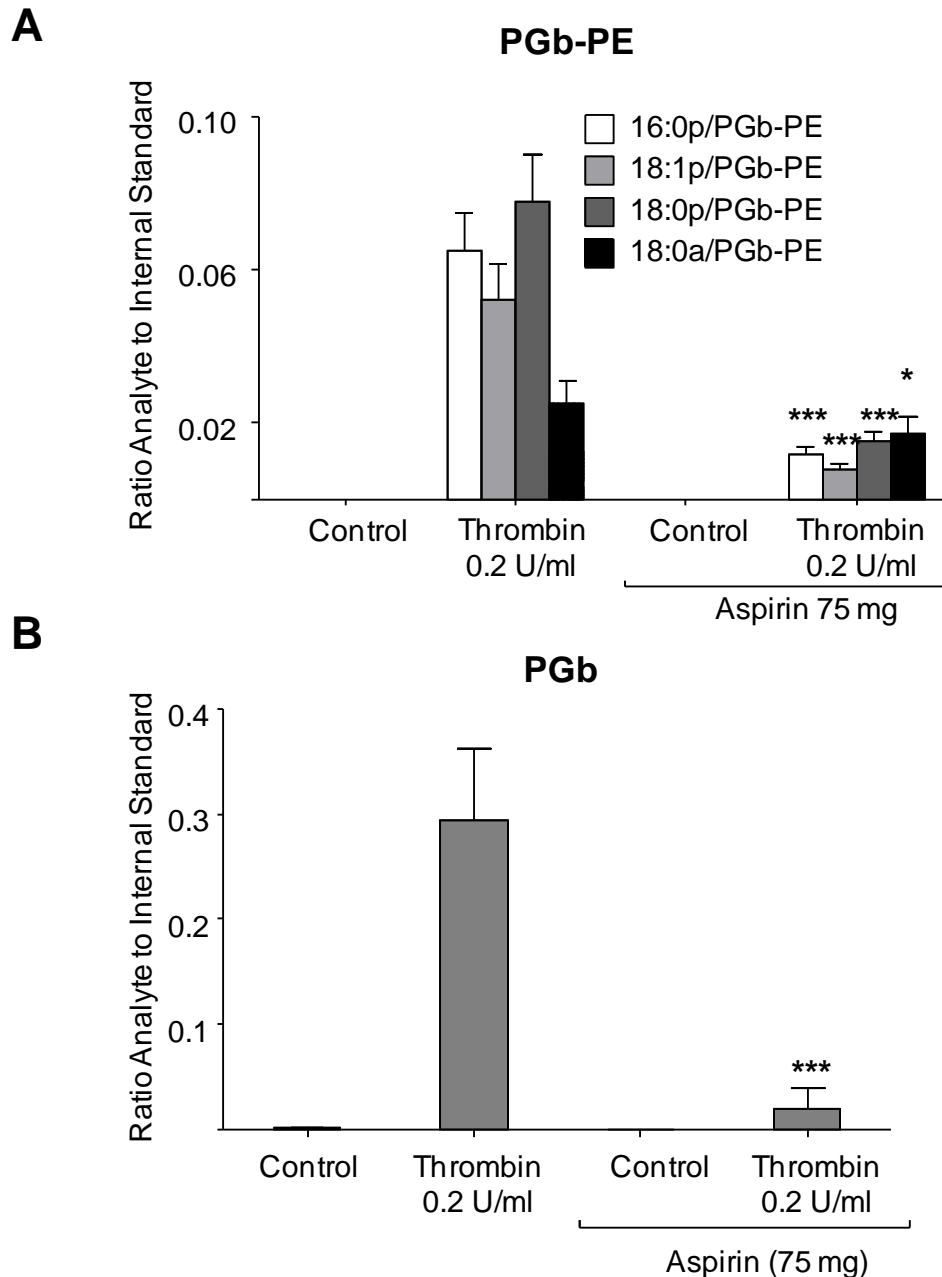 A
PGb-PE
Ratio Analyte to Internal Standard
0.10
0.06
0.02
16:0p/PGb-PE
18:1p/PGb-PE
18:0p/PGb-PE
18:0a/PGb-PE
*** *** *** *
Control Thrombin Control Thrombin
0.2 U/ml 0.2 U/ml
Aspirin 75 mg
B
PGb
Ratio Analyte to Internal Standard
0.4
0.3
0.2
0.1
***
Control Thrombin Control Thrombin
0.2 U/ml 0.2 U/ml
Aspirin (75 mg)